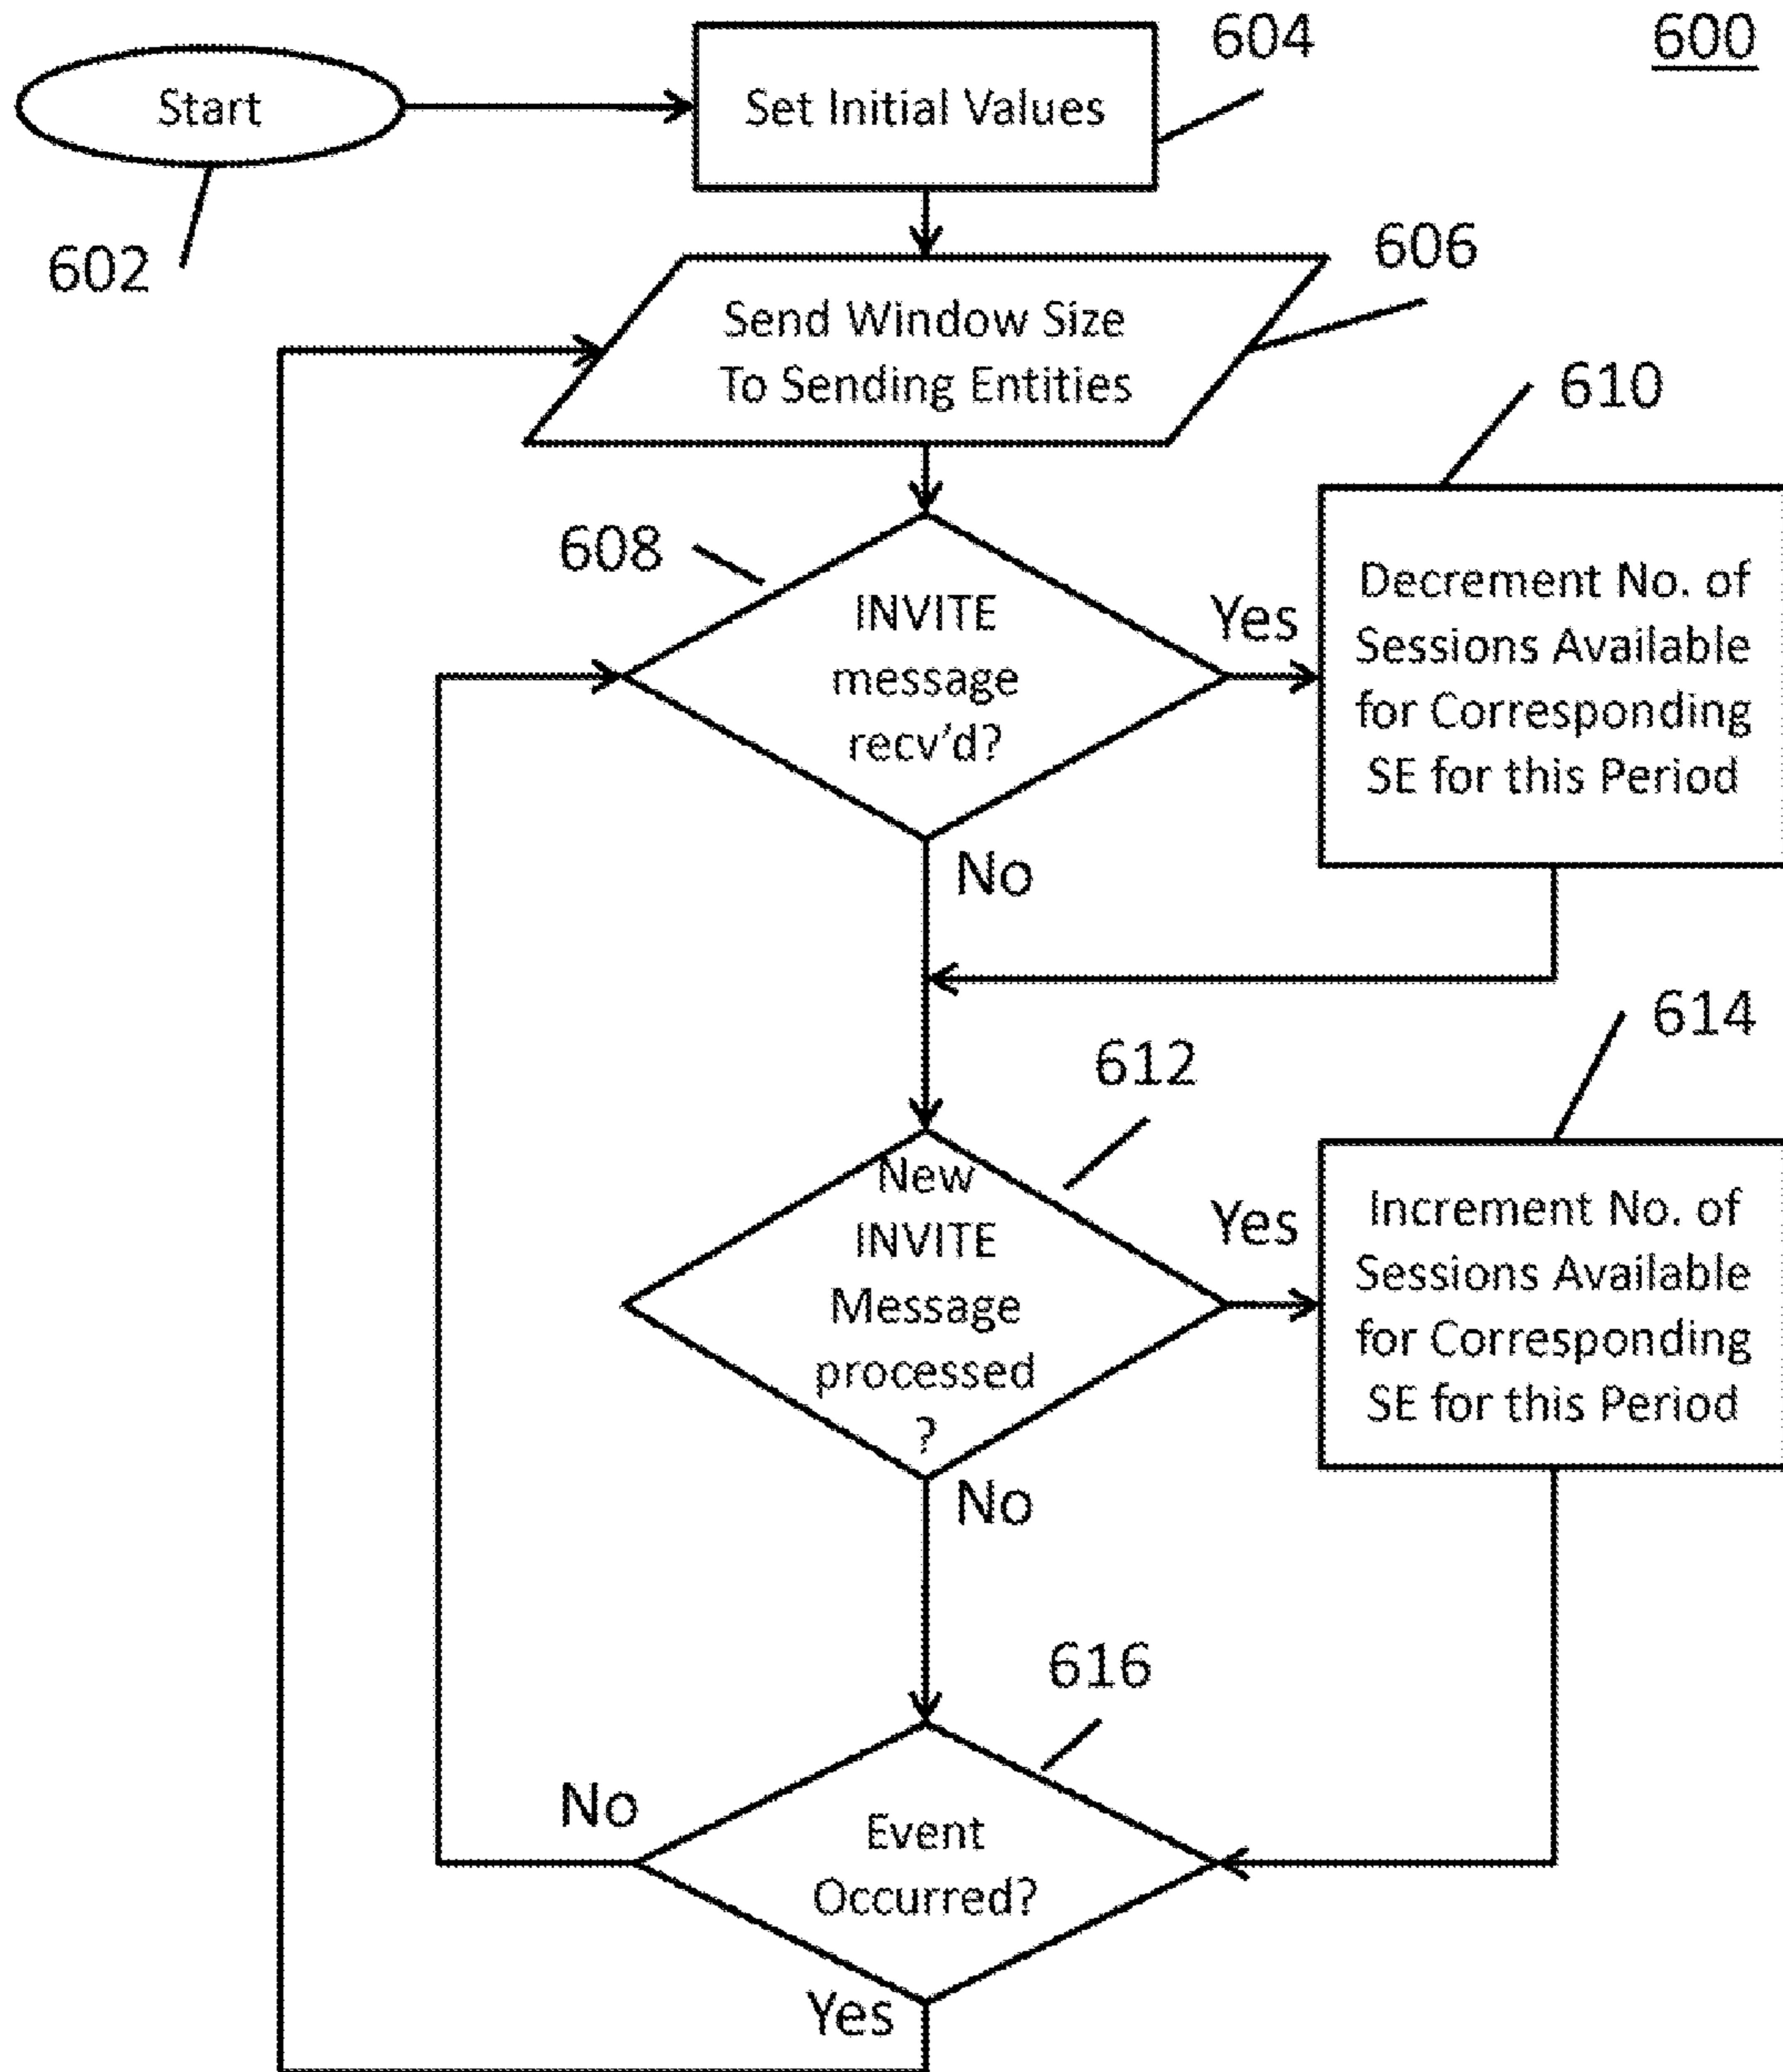 600
604
Start
Set Initial Values
602
606
Send Window Size
To Sending Entities
610
608
INVITE
message
recv'd?
Yes
Decrement No. of
Sessions Available
for Corresponding
SE for this Period
No
612
614
New
INVITE
Message
processed
?
Yes
Increment No. of
Sessions Available
for Corresponding
SE for this Period
No
616
No
Event
Occurred?
Yes